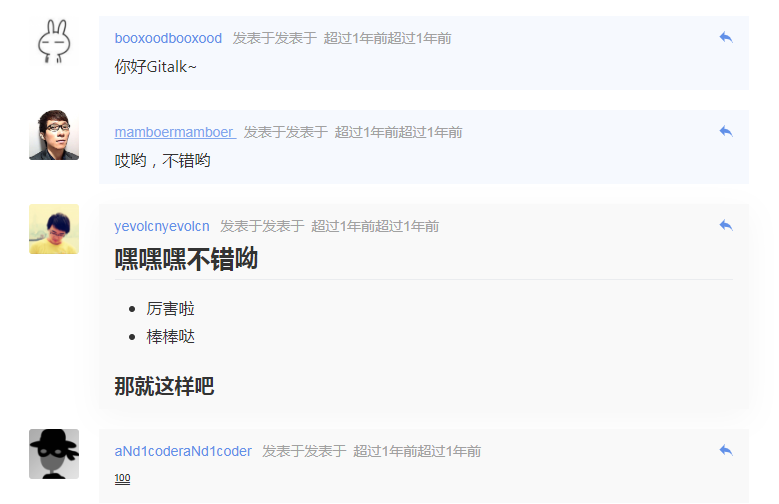 booxoodbooxood 发表于发表于 超过1年前超过1年前
你好Gitalk~
mamboermamboer 发表于发表于 超过1年前超过1年前
哎哟，不错哟
yevolcnyevolcn 发表于发表于 超过1年前超过1年前
嘿嘿嘿不错呦
• 厉害啦
• 棒棒哒
那就这样吧
aNd1coderaNd1coder 发表于发表于 超过1年前超过1年前
100